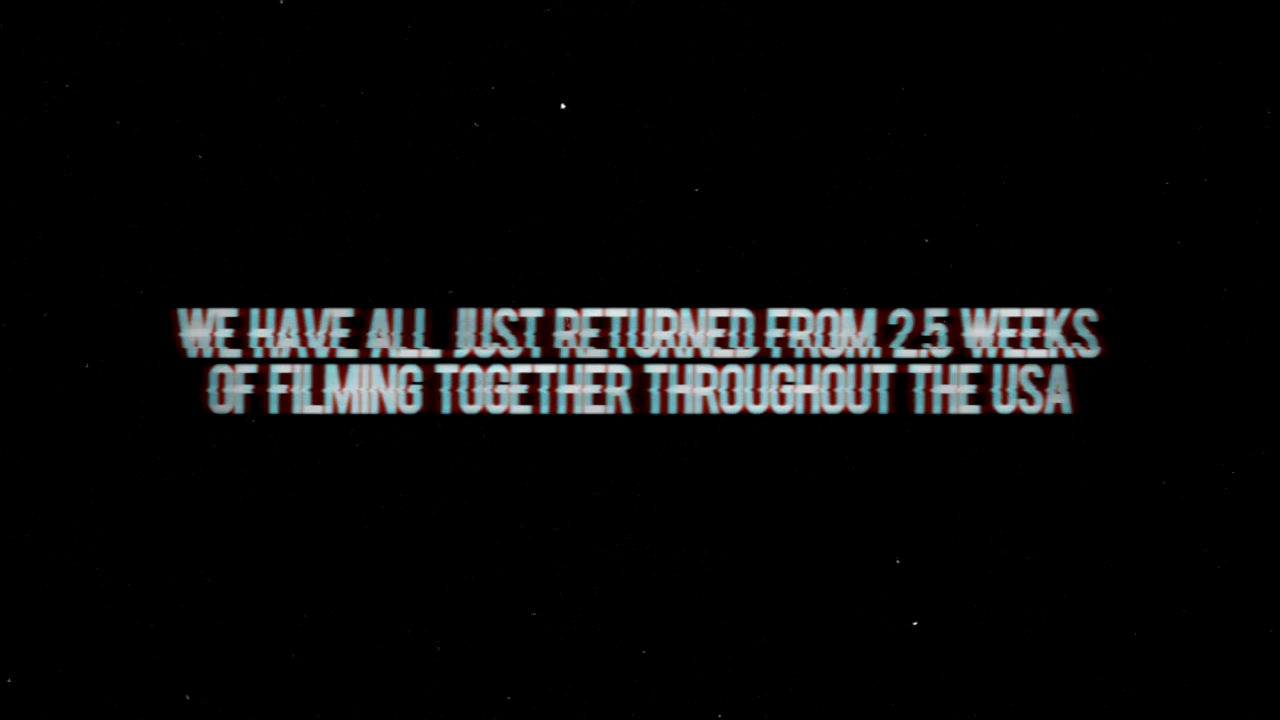 WE HAVE ALL JUST RETURNED FROM 2.5 WEEKS
OF FILMING TOGETHER THROUGHOUT THE USA